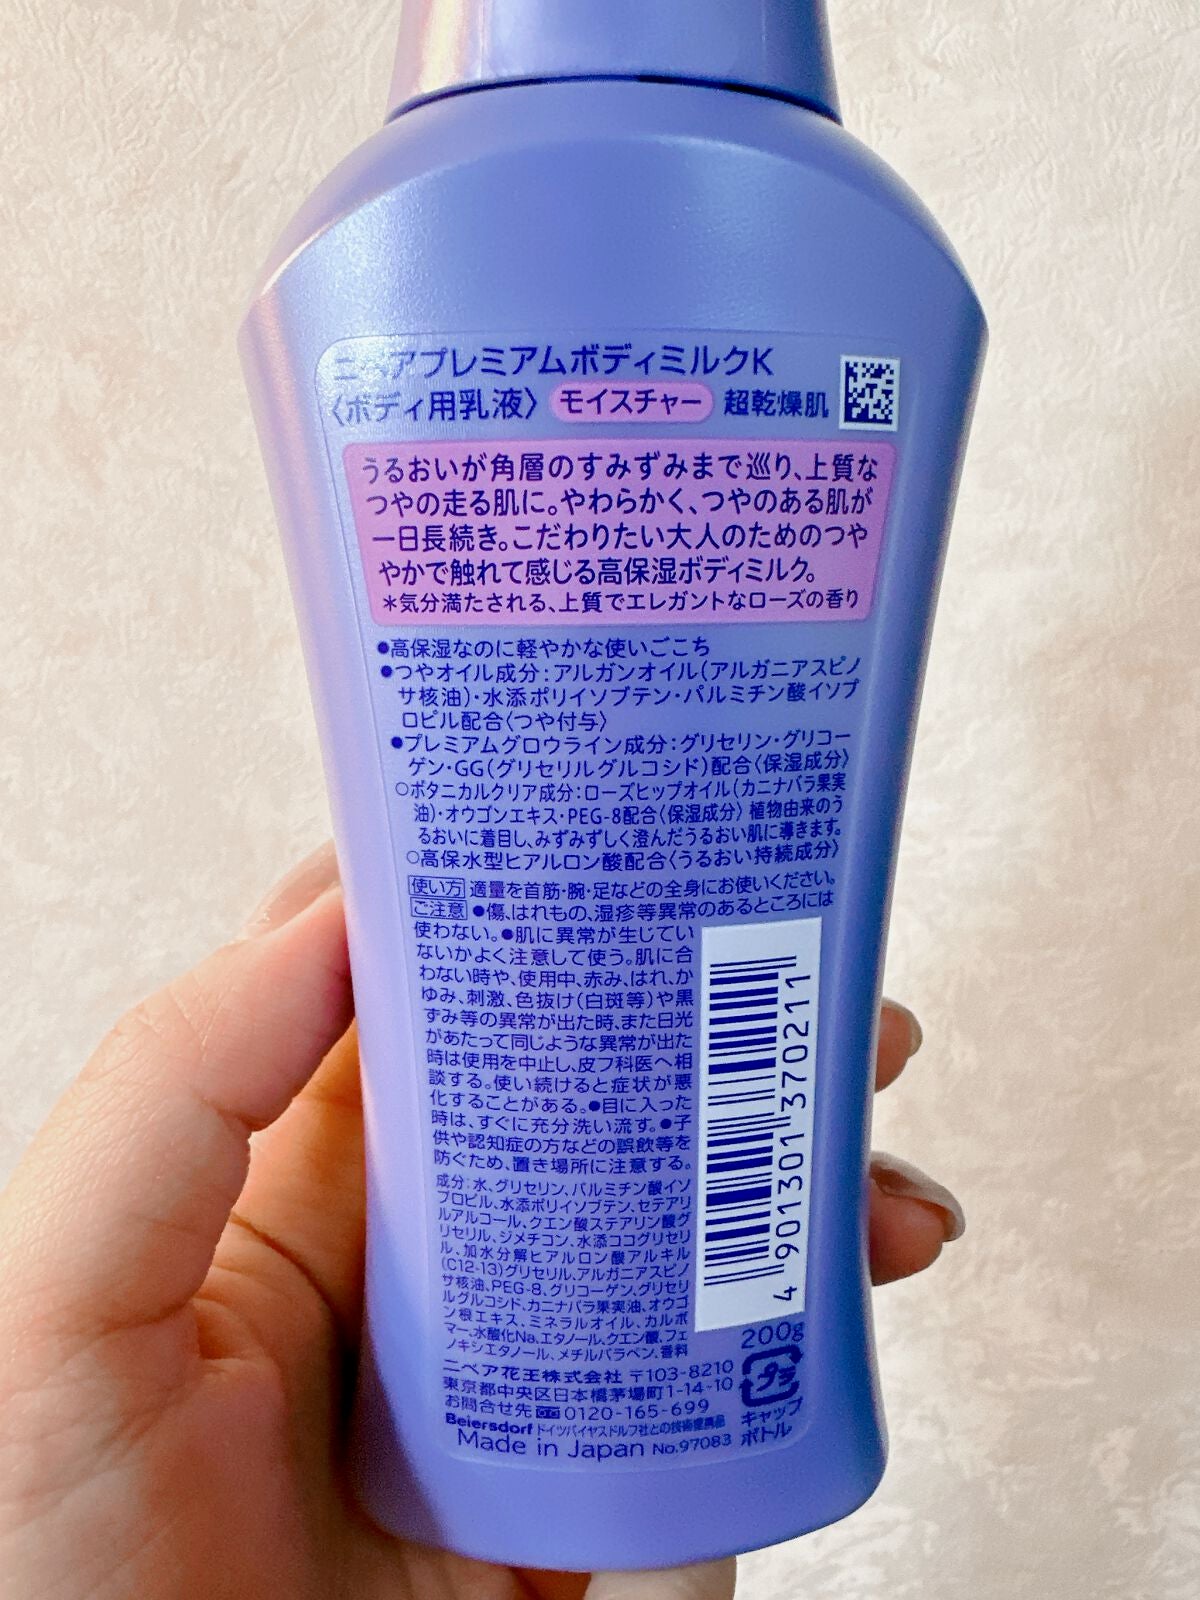 ニベアプレミアムボディミルクK
〈ボディ用乳液〉 モイスチャー 超乾燥肌
うるおいが角層のすみずみまで巡り、上質な
つやの走る肌に。やわらかく、つやのある肌が
一日長続き。こだわりたい大人のためのつや
やかで触れて感じる高保湿ボディミルク。
*気分満たされる、上質でエレガントなローズの香り
●高保湿なのに軽やかな使いごこち
●つやオイル成分:アルガンオイル(アルガニアスピノ
サ核油)・水添ポリイソブテン・パルミチン酸イソプ
ロピル配合〈つや付与〉
●プレミアムグロウライン成分:グリセリン・グリコー
ゲン・GG(グリセリルグルコシド)配合〈保湿成分〉
○ボタニカルクリア成分:ローズヒップオイル(カニナバラ果実
油)・オウゴンエキス・PEG-8配合〈保湿成分〉 植物由来のう
るおいに着目し、みずみずしく澄んだうるおい肌に導きます。
○高保水型ヒアルロン酸配合〈うるおい持続成分〉
使い方 適量を首筋・腕・足などの全身にお使いください。
ご注意 ●傷、はれもの、湿疹等異常のあるところには
使わない。●肌に異常が生じてい
ないかよく注意して使う。肌に合
わない時や、使用中、赤み、はれ、か
ゆみ、刺激、色抜け(白斑等)や黒
ずみ等の異常が出た時、また日光
があたって同じような異常が出た
時は使用を中止し、皮フ科医へ相
談する。使い続けると症状が悪
化することがある。●目に入った
時は、すぐに充分洗い流す。●子
供や認知症の方などの誤飲等を
防ぐため、置き場所に注意する。
成分:水、グリセリン、パルミチン酸イソ
プロピル、水添ポリイソブテン、セテアリ
ルアルコール、クエン酸ステアリン酸グ
リセリル、ジメチコン、水添ココグリセリ
ル、加水分解ヒアルロン酸アルキル
(C12-13)グリセリル、アルガニアスピノ
サ核油、PEG-8、グリコーゲン、グリセリ
ルグルコシド、カニナバラ果実油、オウゴ
ン根エキス、ミネラルオイル、カルボ
マー、水酸化Na、エタノール、クエン酸、フェ
ノキシエタノール、メチルパラベン、香料
4 901301 370211
200g
プラ
キャップ
ボトル
ニベア花王株式会社 〒103-8210
東京都中央区日本橋茅場町1-14-10
お問合せ先 0120-165-699
Beiersdorf ドイツバイヤスドルフ社との技術提携品
Made in Japan No.97083